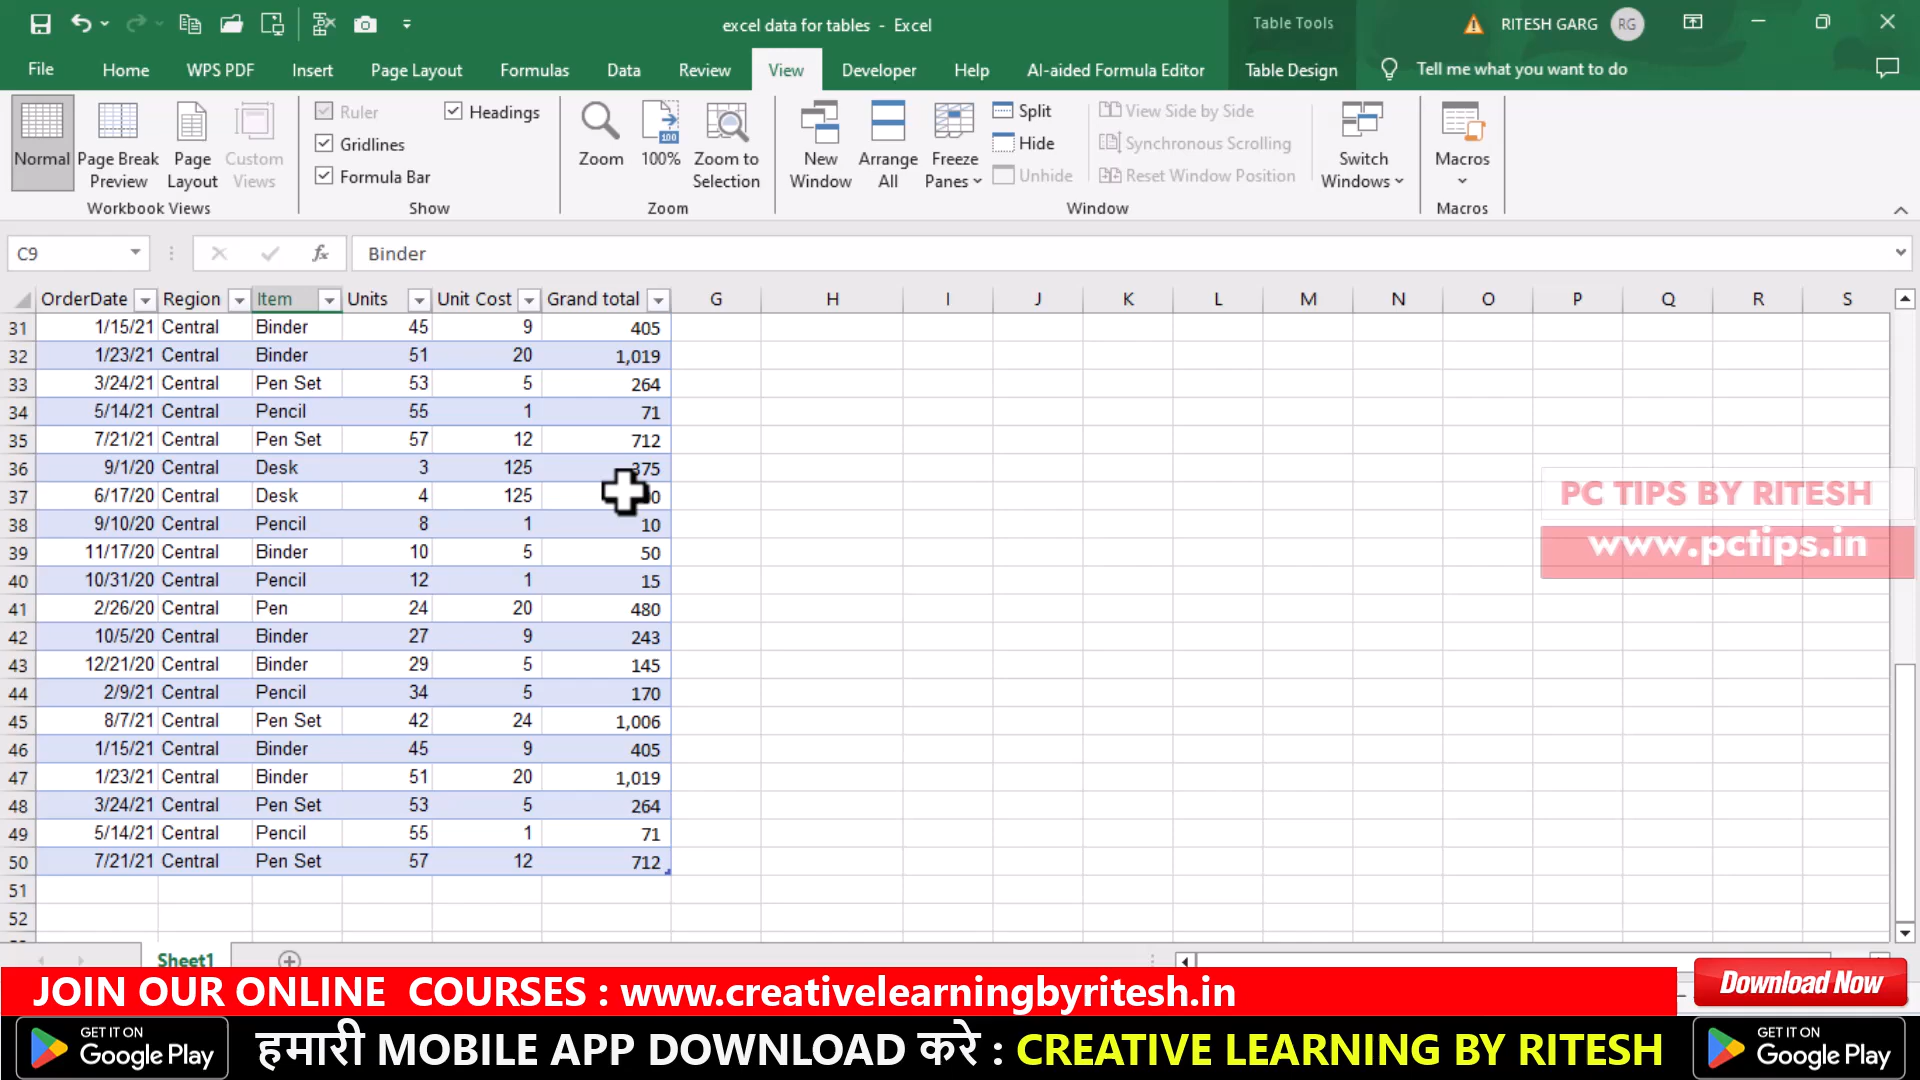 excel data for tables - Excel
Table Tools
RITESH GARG RG
File Home WPS PDF Insert Page Layout Formulas Data Review View Developer Help AI-aided Formula Editor Table Design Tell me what you want to do
Normal
Page Break Preview
Page Layout
Custom Views
Workbook Views
Ruler
Gridlines
Formula Bar
Headings
Show
Zoom
100
100%
Zoom to Selection
Zoom
New Window
Arrange All
Freeze Panes
Split
Hide
Unhide
View Side by Side
Synchronous Scrolling
Reset Window Position
Switch Windows
Window
Macros
Macros
C9 fx Binder
OrderDate Region Item Units Unit Cost Grand total G H I J K L M N O P Q R S
31 1/15/21 Central Binder 45 9 405
32 1/23/21 Central Binder 51 20 1,019
33 3/24/21 Central Pen Set 53 5 264
34 5/14/21 Central Pencil 55 1 71
35 7/21/21 Central Pen Set 57 12 712
36 9/1/20 Central Desk 3 125 375
37 6/17/20 Central Desk 4 125
38 9/10/20 Central Pencil 8 1 10
39 11/17/20 Central Binder 10 5 50
40 10/31/20 Central Pencil 12 1 15
41 2/26/20 Central Pen 24 20 480
42 10/5/20 Central Binder 27 9 243
43 12/21/20 Central Binder 29 5 145
44 2/9/21 Central Pencil 34 5 170
45 8/7/21 Central Pen Set 42 24 1,006
46 1/15/21 Central Binder 45 9 405
47 1/23/21 Central Binder 51 20 1,019
48 3/24/21 Central Pen Set 53 5 264
49 5/14/21 Central Pencil 55 1 71
50 7/21/21 Central Pen Set 57 12 712
51
52
PC TIPS BY RITESH
www.pctips.in
Sheet1
JOIN OUR ONLINE COURSES : www.creativelearningbyritesh.in
Download Now
GET IT ON
Google Play
हमारी MOBILE APP DOWNLOAD करे : CREATIVE LEARNING BY RITESH
GET IT ON
Google Play